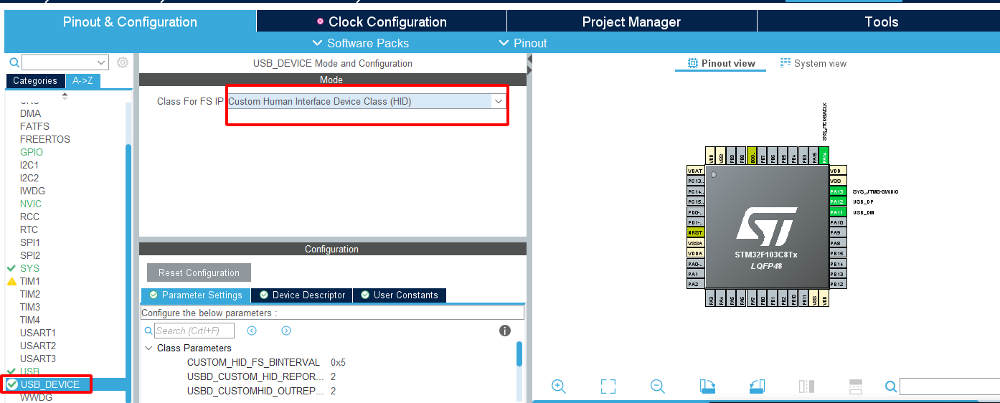 Pinout & Configuration
Clock Configuration
Project Manager
Tools
Software Packs
Pinout
Categories
A->Z
DMA
FATFS
FREERTOS
GPIO
I2C1
I2C2
IWDG
NVIC
RCC
RTC
SPI1
SPI2
SYS
TIM1
TIM2
TIM3
TIM4
USART1
USART2
USART3
USB
USB_DEVICE
WWDG
USB_DEVICE Mode and Configuration
Mode
Class For FS IP Custom Human Interface Device Class (HID)
Configuration
Reset Configuration
Parameter Settings
Device Descriptor
User Constants
Configure the below parameters :
Search (Crtl+F)
Class Parameters
CUSTOM_HID_FS_BINTERVAL 0x5
USBD_CUSTOM_HID_REPOR... 2
USBD_CUSTOMHID_OUTREP... 2
Pinout view
System view
SYS_JTCK-SWCLK
VDD
VSS
PB9
PB8
BOO..
PB7
PB6
PB5
PB4
PB3
PA15
PA14
VBAT
PC13..
PC14..
PC15..
PD0-..
PD1-..
NRST
VSSA
VDDA
PA0-..
PA1
PA2
VDD
VSS
PA13 SYS_JTMS-SWDIO
PA12 USB_DP
PA11 USB_DM
PA10
PA9
PA8
PB15
PB14
PB13
PB12
STM32F103C8Tx
LQFP48
PA3
PA4
PA5
PA6
PA7
PB0
PB1
PB2
PB10
PB11
VSS
VDD